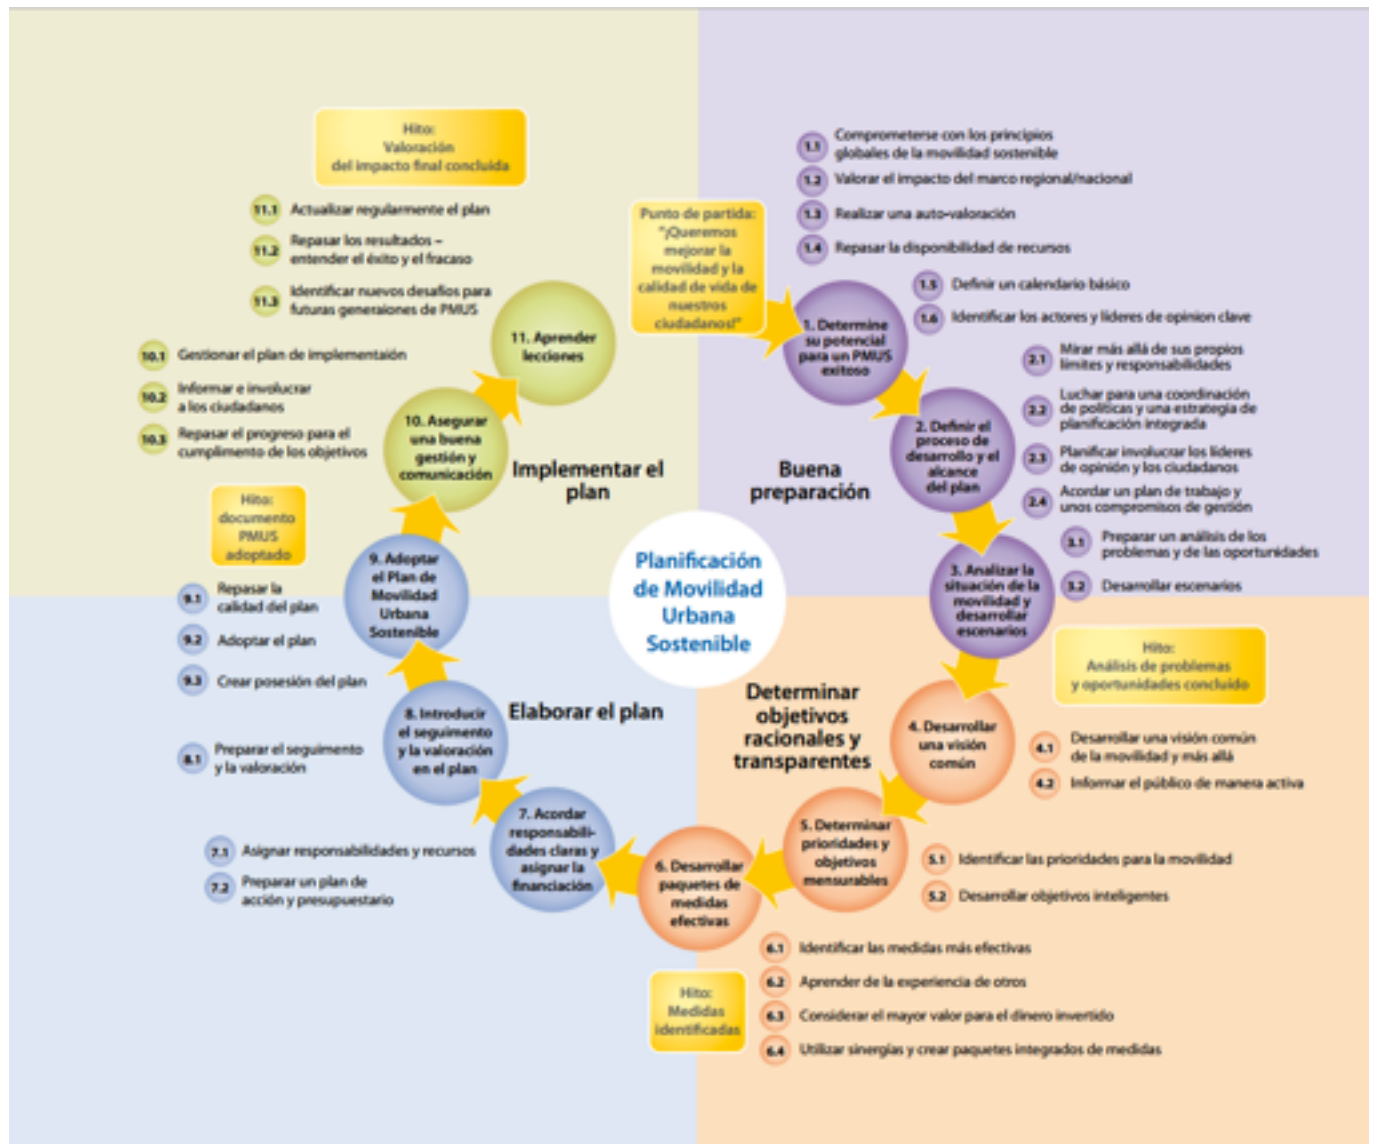 Hito:
Valoración
del impacto final concluida
11.1 Actualizar regularmente el plan
11.2 Repasar los resultados –
entender el éxito y el fracaso
11.3 Identificar nuevos desafíos para
futuras generaiones de PMUS
10.1 Gestionar el plan de implementaión
10.2 Informar e involucrar
a los ciudadanos
10.3 Repasar el progreso para el
cumplimento de los objetivos
11. Aprender
lecciones
10. Asegurar
una buena
gestión y
comunicación
Implementar el
plan
Punto de partida:
"¡Queremos
mejorar la
movilidad y la
calidad de vida de
nuestros
ciudadanos!"
1.1 Comprometerse con los principios
globales de la movilidad sostenible
1.2 Valorar el impacto del marco regional/nacional
1.3 Realizar una auto-valoración
1.4 Repasar la disponibilidad de recursos
1.5 Definir un calendario básico
1.6 Identificar los actores y líderes de opinion clave
1. Determine
su potencial
para un PMUS
exitoso
2.1 Mirar más allá de sus propios
límites y responsabilidades
2.2 Luchar para una coordinación
de políticas y una estrategía de
planificación integrada
2.3 Planificar involucrar los líderes
de opinión y los ciudadanos
2.4 Acordar un plan de trabajo y
unos compromisos de gestión
2. Definir el
proceso de
desarrollo y el
alcance
del plan
Buena
preparación
3.1 Preparar un análisis de los
problemas y de las oportunidades
3.2 Desarrollar escenarios
3. Analizar la
situación de la
movilidad y
desarrollar
escenarios
Planificación
de Movilidad
Urbana
Sostenible
Hito:
Análisis de problemas
y oportunidades concluído
Determinar
objetivos
racionales y
transparentes
4. Desarrollar
una visión
común
4.1 Desarrollar una visión común
de la movilidad y más allá
4.2 Informar el público de manera activa
5. Determinar
prioridades y
objetivos
mensurables
5.1 Identificar las prioridades para la movilidad
5.2 Desarrollar objetivos inteligentes
6. Desarrollar
paquetes de
medidas
efectivas
6.1 Identificar las medidas más efectivas
6.2 Aprender de la experiencia de otros
6.3 Considerar el mayor valor para el dinero invertido
6.4 Utilizar sinergías y crear paquetes integrados de medidas
Hito:
Medidas
identificadas
7. Acordar
responsabili-
dades claras y
asignar la
financiación
7.1 Asignar responsabilidades y recursos
7.2 Preparar un plan de
acción y presupuestario
Elaborar el plan
8. Introducir
el seguimento
y la valoración
en el plan
8.1 Preparar el seguimento
y la valoración
9. Adoptar
el Plan de
Movilidad
Urbana
Sostenible
9.1 Repasar la
calidad del plan
9.2 Adoptar el plan
9.3 Crear posesión del plan
Hito:
documento
PMUS
adoptado